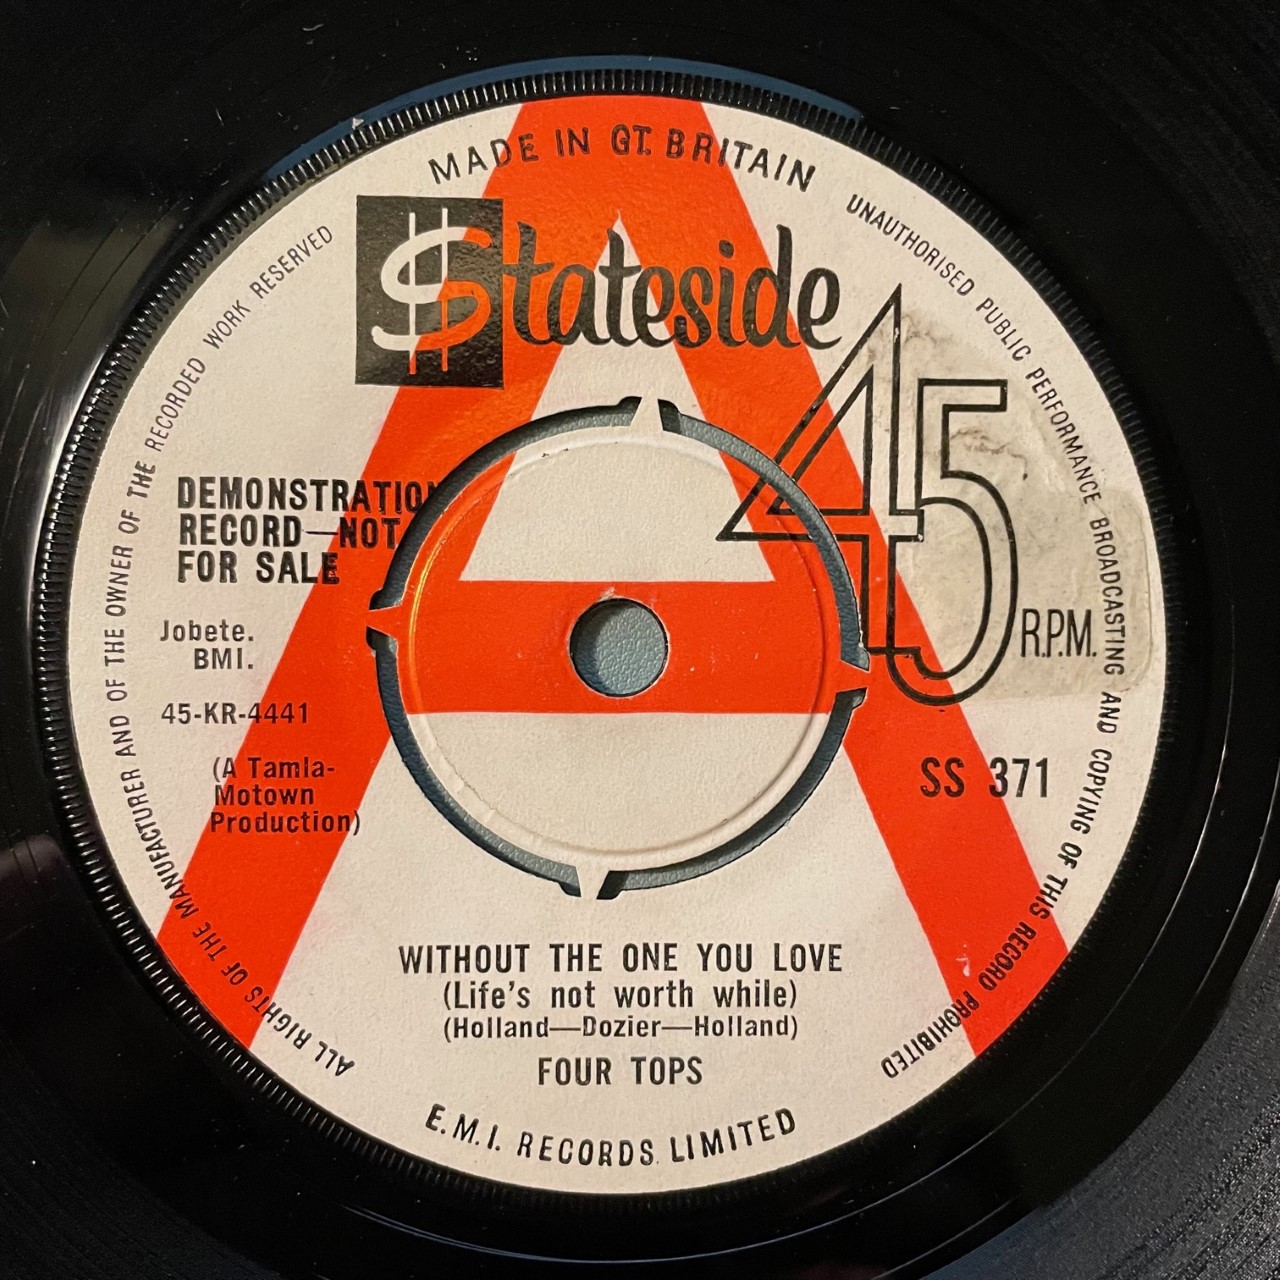 MADE IN GT. BRITAIN
UNAUTHORISED PUBLIC PERFORMANCE BROADCASTING AND COPYING OF THIS RECORD PROHIBITED
ALL RIGHTS OF THE MANUFACTURER AND OF THE OWNER OF THE RECORDED WORK RESERVED
Stateside
45
R.P.M.
DEMONSTRATION
RECORD—NOT
FOR SALE
Jobete.
BMI.
45-KR-4441
(A Tamla-
Motown
Production)
SS 371
A
WITHOUT THE ONE YOU LOVE
(Life's not worth while)
(Holland—Dozier—Holland)
FOUR TOPS
E.M.I. RECORDS LIMITED